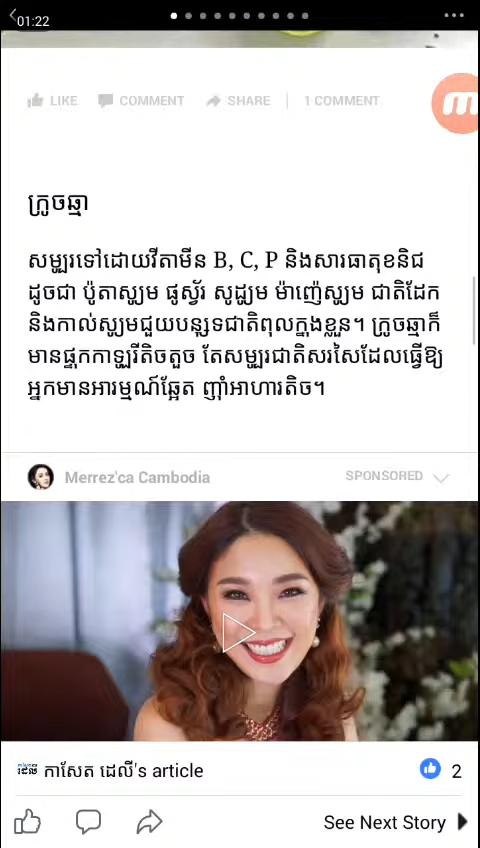 01:22
LIKE COMMENT SHARE 1 COMMENT
ក្រូចឆ្មា
សម្បូរទៅដោយវីតាមីន B, C, P និងសារធាតុខនិជ
ដូចជា ប៉ូតាស្យូម ផូស្វ័រ សូដ្យូម ម៉ាញ៉េស្យូម ជាតិដែក
និងកាល់ស្យូមជួយបន្សុទជាតិពុលក្នុងខ្លួន។ ក្រូចឆ្មាក៏
មានផ្ទុកកាឡូរីតិចតួច តែសម្បូរជាតិសរសៃដែលធ្វើឱ្យ
អ្នកមានអារម្មណ៍ឆ្អែត ញ៉ាំអាហារតិច។
Merrez'ca Cambodia SPONSORED
កាសែត ដេលី's article 2
See Next Story